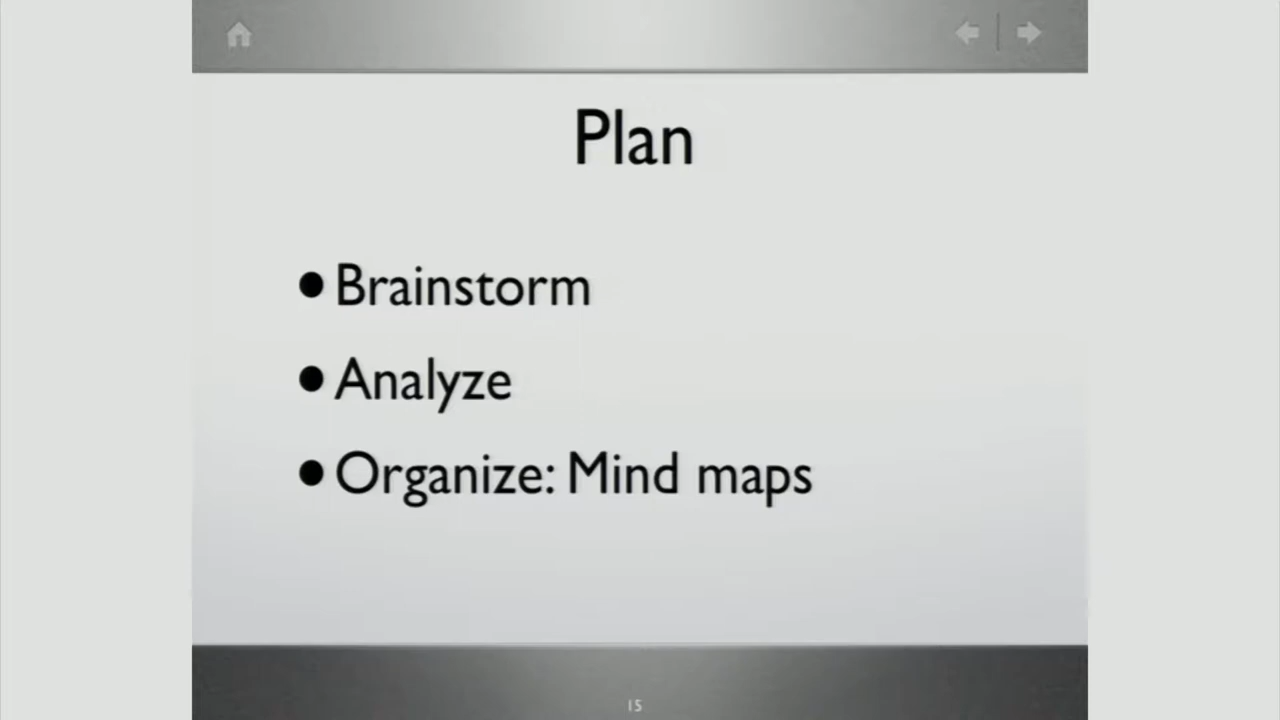 Plan
• Brainstorm
• Analyze
• Organize: Mind maps
15